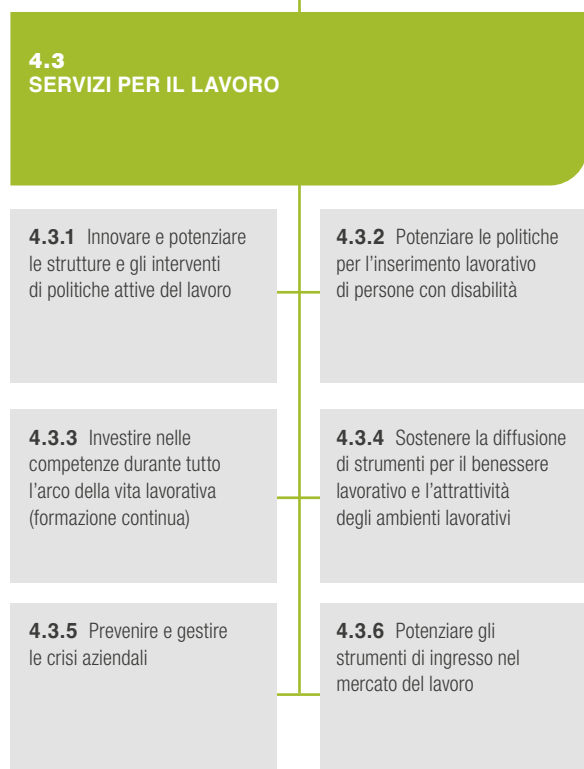 4.3
SERVIZI PER IL LAVORO
4.3.1 Innovare e potenziare
le strutture e gli interventi
di politiche attive del lavoro
4.3.2 Potenziare le politiche
per l'inserimento lavorativo
di persone con disabilità
4.3.3 Investire nelle
competenze durante tutto
l'arco della vita lavorativa
(formazione continua)
4.3.4 Sostenere la diffusione
di strumenti per il benessere
lavorativo e l'attrattività
degli ambienti lavorativi
4.3.5 Prevenire e gestire
le crisi aziendali
4.3.6 Potenziare gli
strumenti di ingresso nel
mercato del lavoro